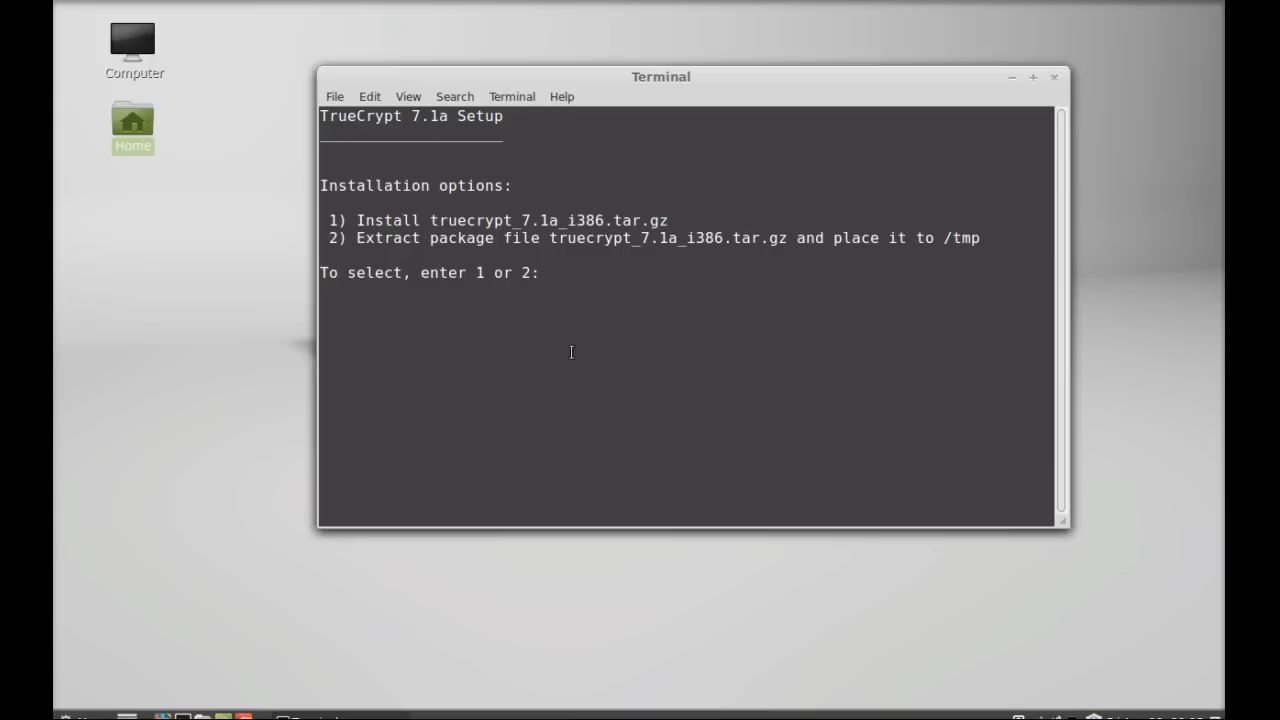 Computer
Home
Terminal
File Edit View Search Terminal Help
TrueCrypt 7.1a Setup
Installation options:
1) Install truecrypt_7.1a_i386.tar.gz
2) Extract package file truecrypt_7.1a_i386.tar.gz and place it to /tmp
To select, enter 1 or 2: